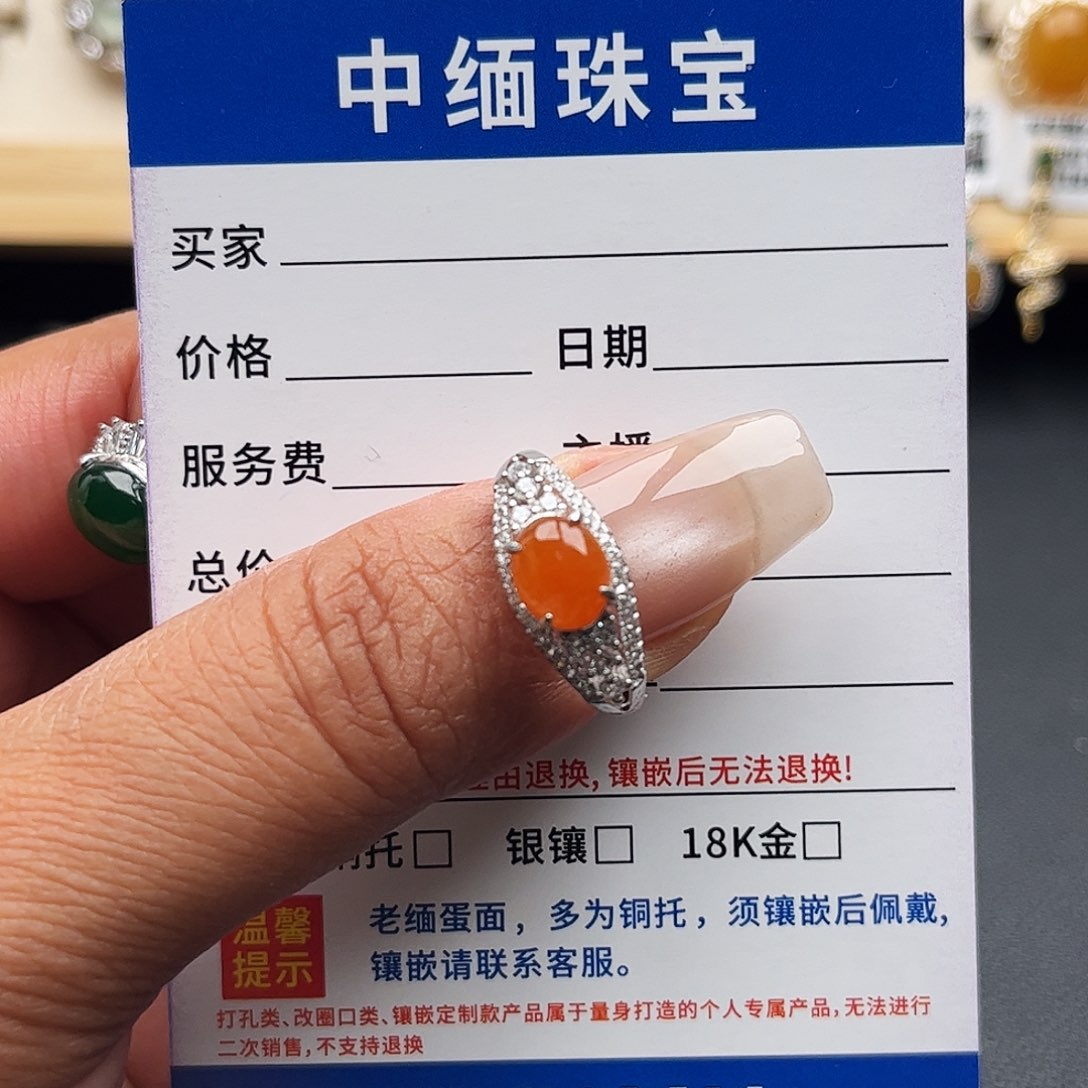 中缅珠宝
买家
价格 日期
服务费
由退换, 镶嵌后无法退换!
托□ 银镶□ 18K金□
温馨
提示
老缅蛋面，多为铜托，须镶嵌后佩戴,
镶嵌请联系客服。
打孔类、改圈口类、镶嵌定制款产品属于量身打造的个人专属产品, 无法进行
二次销售, 不支持退换